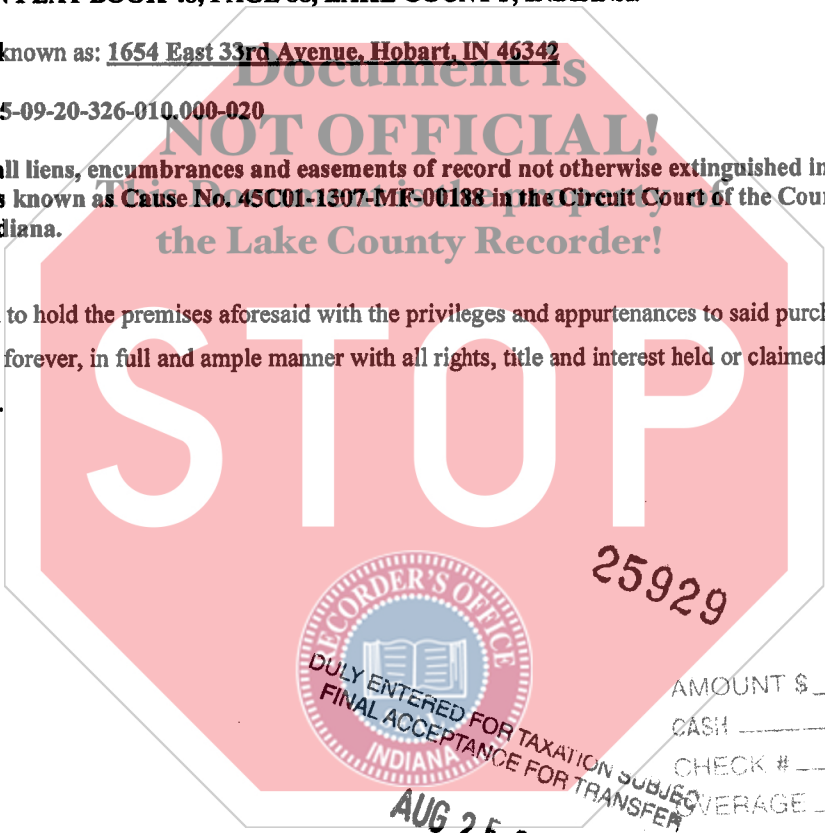 known as: 1654 East 33rd Avenue, Hobart, IN 46342
Document is
5-09-20-326-010.000-020
NOT OFFICIAL!
all liens, encumbrances and easements of record not otherwise extinguished in
This Document is the property of
s known as Cause No. 45C01-1307-MF-00188 in the Circuit Court of the Cour
the Lake County Recorder!
diana.
to hold the premises aforesaid with the privileges and appurtenances to said purch
forever, in full and ample manner with all rights, title and interest held or claimed
STOP
25929
RECORDER'S OFFICE
INDIANA
DULY ENTERED FOR TAXATION SUBJEC
FINAL ACCEPTANCE FOR TRANSFER
AUG 25
AMOUNT $
CASH
CHECK #
OVERAGE